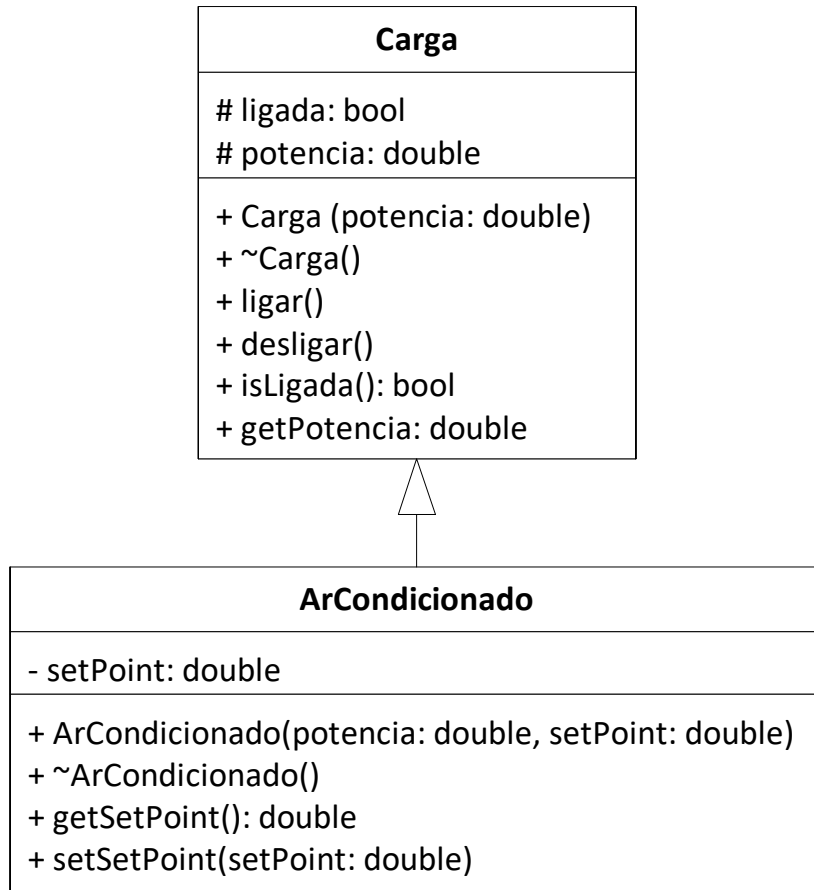 Carga
# ligada: bool
# potencia: double
+ Carga (potencia: double)
+ ~Carga()
+ ligar()
+ desligar()
+ isLigada(): bool
+ getPotencia: double
ArCondicionado
- setPoint: double
+ ArCondicionado(potencia: double, setPoint: double)
+ ~ArCondicionado()
+ getSetPoint(): double
+ setSetPoint(setPoint: double)